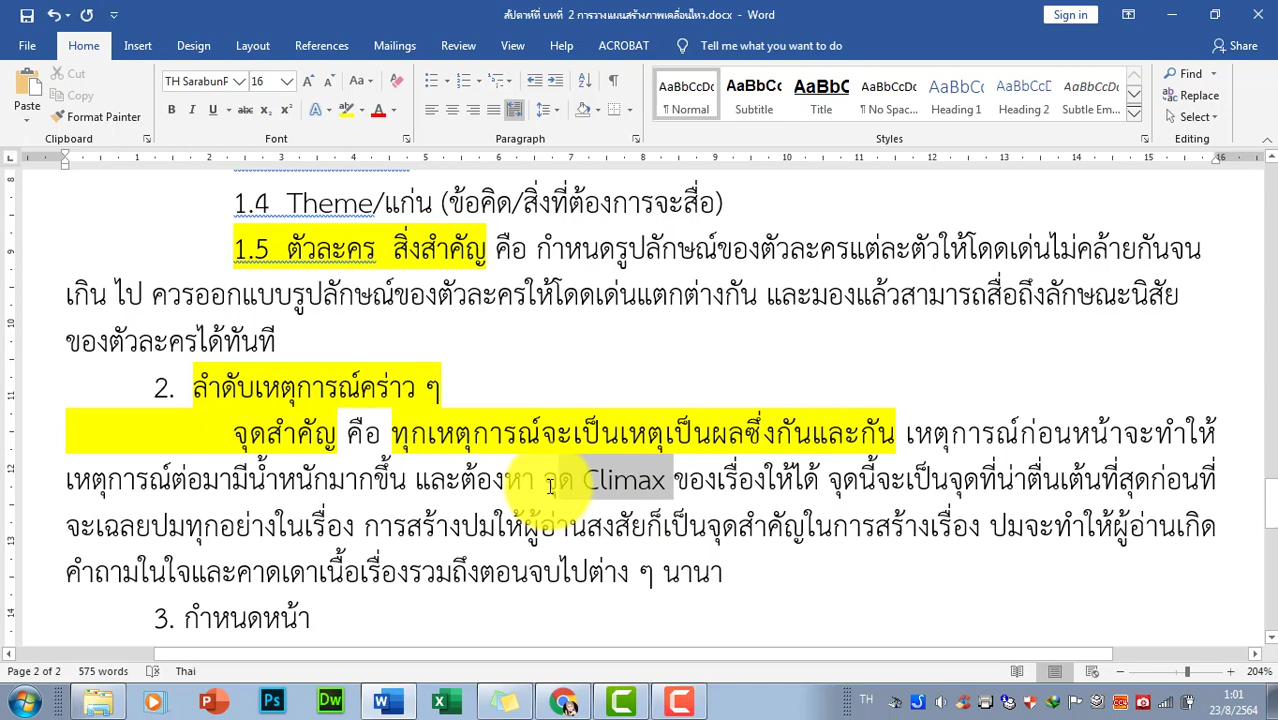 สัปดาห์ที่ บทที่ 2 การวางแผนสร้างภาพเคลื่อนไหว.docx - Word
Sign in
File Home Insert Design Layout References Mailings Review View Help ACROBAT Tell me what you want to do Share
Paste
Cut
Copy
Format Painter
TH SarabunF 16
AaBbCcDc AaBbCc AaBbCc AaBbCcDc AaBbCc AaBbCc AaBbCcDc
¶ Normal Subtitle Title ¶ No Spac... Heading 1 Heading 2 Subtle Em...
Find
Replace
Select
Clipboard Font Paragraph Styles Editing
1 2 3 4 5 6 7 8 9 10 11 12 13 14 15 16
1.4 Theme/แก่น (ข้อคิด/สิ่งที่ต้องการจะสื่อ)
1.5 ตัวละคร สิ่งสำคัญ คือ กำหนดรูปลักษณ์ของตัวละครแต่ละตัวให้โดดเด่นไม่คล้ายกันจน
เกิน ไป ควรออกแบบรูปลักษณ์ของตัวละครให้โดดเด่นแตกต่างกัน และมองแล้วสามารถสื่อถึงลักษณะนิสัย
ของตัวละครได้ทันที
2. ลำดับเหตุการณ์คร่าว ๆ
จุดสำคัญ คือ ทุกเหตุการณ์จะเป็นเหตุเป็นผลซึ่งกันและกัน เหตุการณ์ก่อนหน้าจะทำให้
เหตุการณ์ต่อมามีน้ำหนักมากขึ้น และต้องหา จุด Climax ของเรื่องให้ได้ จุดนี้จะเป็นจุดที่น่าตื่นเต้นที่สุดก่อนที่
จะเฉลยปมทุกอย่างในเรื่อง การสร้างปมให้ผู้อ่านสงสัยก็เป็นจุดสำคัญในการสร้างเรื่อง ปมจะทำให้ผู้อ่านเกิด
คำถามในใจและคาดเดาเนื้อเรื่องรวมถึงตอนจบไปต่าง ๆ นานา
3. กำหนดหน้า
Page 2 of 2 575 words Thai 204%
TH 1:01
23/8/2564